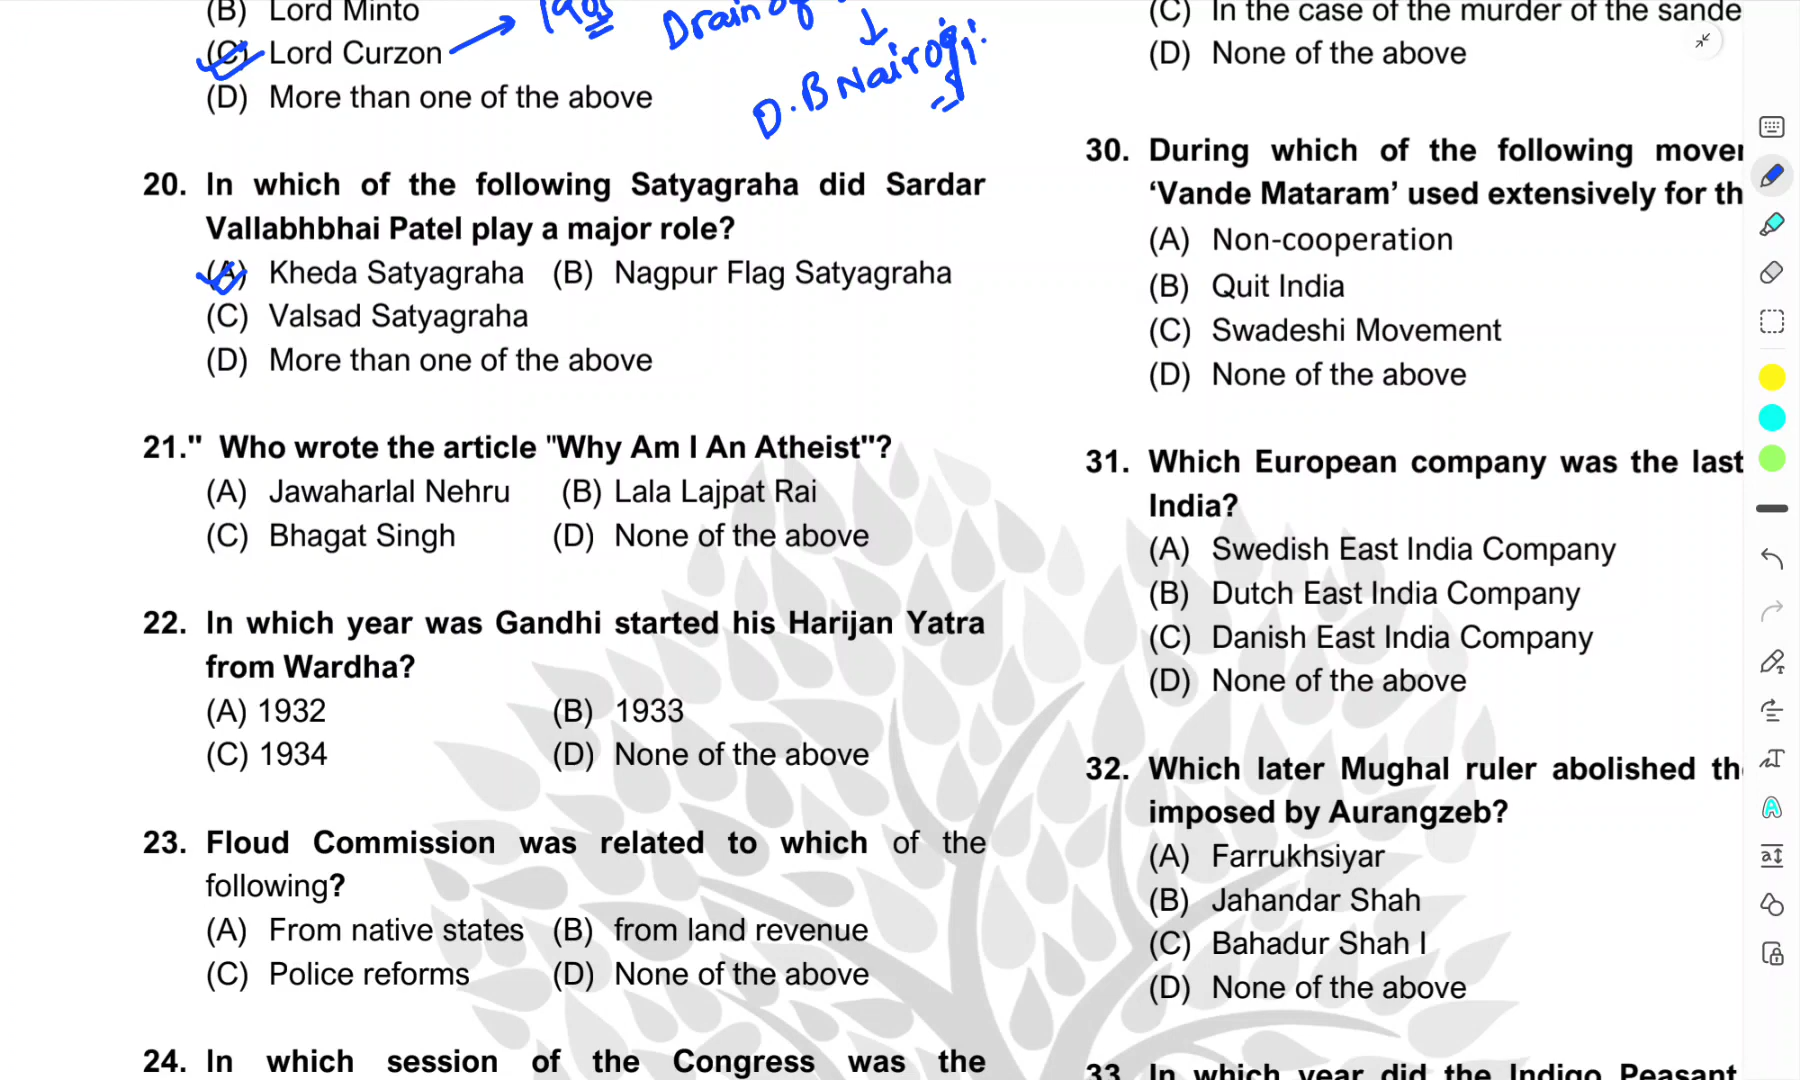 (B) Lord Minto
(C) Lord Curzon
(D) More than one of the above
Drain of
D.B Nairogi
20. In which of the following Satyagraha did Sardar
Vallabhbhai Patel play a major role?
(A) Kheda Satyagraha (B) Nagpur Flag Satyagraha
(C) Valsad Satyagraha
(D) More than one of the above
21." Who wrote the article "Why Am I An Atheist"?
(A) Jawaharlal Nehru (B) Lala Lajpat Rai
(C) Bhagat Singh (D) None of the above
22. In which year was Gandhi started his Harijan Yatra
from Wardha?
(A) 1932 (B) 1933
(C) 1934 (D) None of the above
23. Floud Commission was related to which of the
following?
(A) From native states (B) from land revenue
(C) Police reforms (D) None of the above
24. In which session of the Congress was the
(C) In the case of the murder of the sande
(D) None of the above
30. During which of the following mover
‘Vande Mataram’ used extensively for th
(A) Non-cooperation
(B) Quit India
(C) Swadeshi Movement
(D) None of the above
31. Which European company was the last
India?
(A) Swedish East India Company
(B) Dutch East India Company
(C) Danish East India Company
(D) None of the above
32. Which later Mughal ruler abolished th
imposed by Aurangzeb?
(A) Farrukhsiyar
(B) Jahandar Shah
(C) Bahadur Shah I
(D) None of the above
33. In which year did the Indigo Peasant